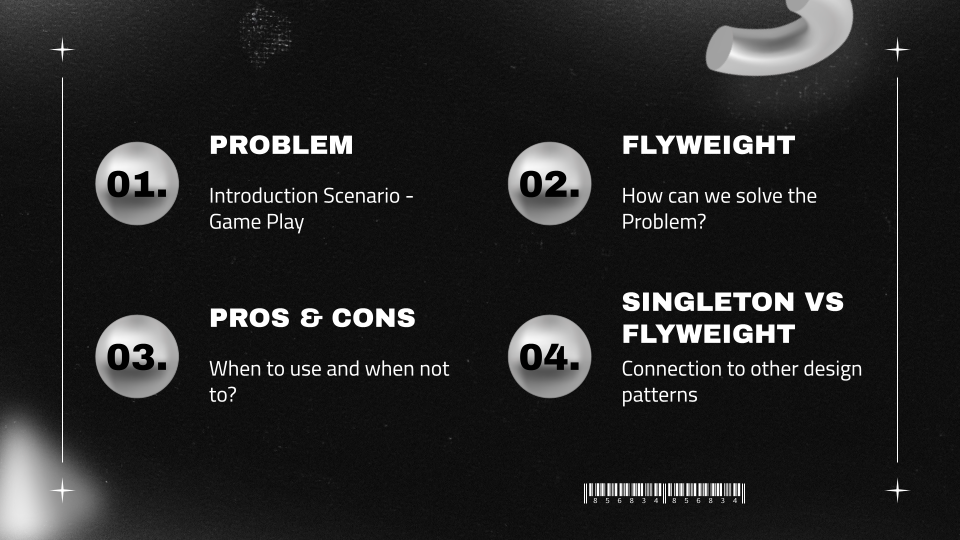 01.
PROBLEM
Introduction Scenario -
Game Play
02.
FLYWEIGHT
How can we solve the
Problem?
03.
PROS & CONS
When to use and when not
to?
04.
SINGLETON VS
FLYWEIGHT
Connection to other design
patterns
8 5 6 8 3 4 8 5 6 8 3 4